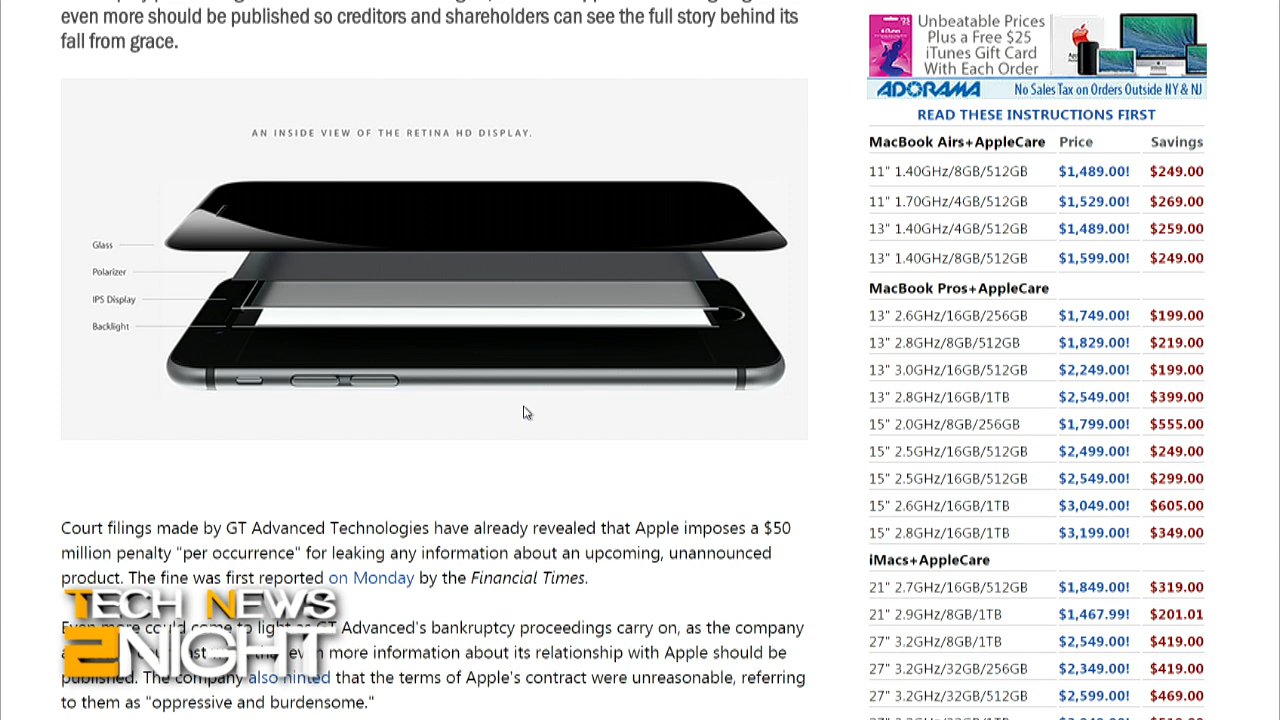 even more should be published so creditors and shareholders can see the full story behind its
fall from grace.
AN INSIDE VIEW OF THE RETINA HD DISPLAY.
Glass
Polarizer
IPS Display
Backlight
Court filings made by GT Advanced Technologies have already revealed that Apple imposes a $50
million penalty "per occurrence" for leaking any information about an upcoming, unannounced
product. The fine was first reported on Monday by the Financial Times.
Even more could come to light as GT Advanced's bankruptcy proceedings carry on, as the company
even more information about its relationship with Apple should be
published. The company also hinted that the terms of Apple's contract were unreasonable, referring
to them as "oppressive and burdensome."
TECH NEWS
2NIGHT
Unbeatable Prices
Plus a Free $25
iTunes Gift Card
With Each Order
ADORAMA No Sales Tax on Orders Outside NY & NJ
READ THESE INSTRUCTIONS FIRST
MacBook Airs+AppleCare Price Savings
11" 1.40GHz/8GB/512GB $1,489.00! $249.00
11" 1.70GHz/4GB/512GB $1,529.00! $269.00
13" 1.40GHz/4GB/512GB $1,489.00! $259.00
13" 1.40GHz/8GB/512GB $1,599.00! $249.00
MacBook Pros+AppleCare
13" 2.6GHz/16GB/256GB $1,749.00! $199.00
13" 2.8GHz/8GB/512GB $1,829.00! $219.00
13" 3.0GHz/16GB/512GB $2,249.00! $199.00
13" 2.8GHz/16GB/1TB $2,549.00! $399.00
15" 2.0GHz/8GB/256GB $1,799.00! $555.00
15" 2.5GHz/16GB/512GB $2,499.00! $249.00
15" 2.5GHz/16GB/512GB $2,549.00! $299.00
15" 2.6GHz/16GB/1TB $3,049.00! $605.00
15" 2.8GHz/16GB/1TB $3,199.00! $349.00
iMacs+AppleCare
21" 2.7GHz/16GB/512GB $1,849.00! $319.00
21" 2.9GHz/8GB/1TB $1,467.99! $201.01
27" 3.2GHz/8GB/1TB $2,549.00! $419.00
27" 3.2GHz/32GB/256GB $2,349.00! $419.00
27" 3.2GHz/32GB/512GB $2,599.00! $469.00